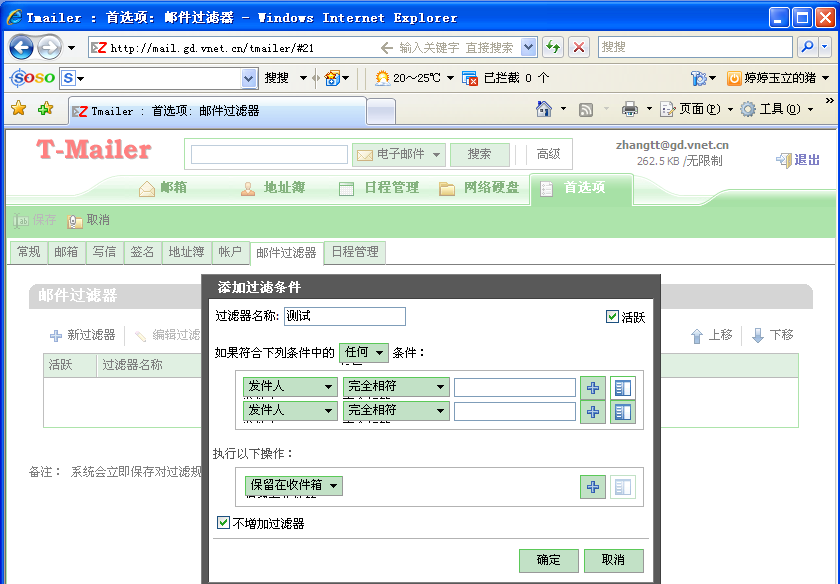 Tmailer : 首选项: 邮件过滤器 - Windows Internet Explorer
EZ http://mail.gd.vnet.cn/tmailer/#21 输入关键字 直接搜索 搜搜
Soso S 搜搜 20～25℃ 已拦截 0 个 婷婷玉立的猪
EZ Tmailer : 首选项: 邮件过滤器 页面(P) 工具(O) »
T-Mailer 电子邮件 搜索 高级 zhangtt@gd.vnet.cn
262.5 KB /无限制 退出
邮箱 地址簿 日程管理 网络硬盘 首选项
保存 取消
常规 邮箱 写信 签名 地址簿 帐户 邮件过滤器 日程管理
添加过滤条件
邮件过滤器
过滤器名称: 测试 活跃
新过滤器 编辑过滤 上移 下移
如果符合下列条件中的 任何 条件：
活跃 过滤器名称
发件人 完全相符
发件人 完全相符
执行以下操作：
备注： 系统会立即保存对过滤规
保留在收件箱
不增加过滤器
确定 取消